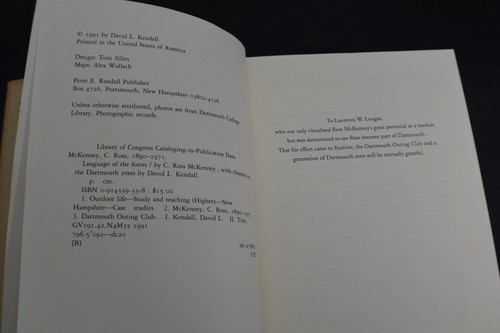 © 1991 by David L. Kendall
Printed in the United States of America
Design: Tom Allen
Maps: Alex Wallach
Peter E. Randall Publisher
Box 4726, Portsmouth, New Hampshire 03802-4726
Unless otherwise attributed, photos are from Dartmouth College
Library, Photographic records.
Library of Congress Cataloging-in-Publication Data
McKenney, C. Ross, 1890-1971.
Language of the forest / by C. Ross McKenney ; with chapters on
the Dartmouth years by David L. Kendall.
p. cm.
ISBN 0-914339-33-8 : $15.00
1. Outdoor life—Study and teaching (Higher)—New
Hampshire—Case studies. 2. McKenney, C. Ross, 1890-1971.
3. Dartmouth Outing Club. I. Kendall, David L. II. Title.
GV191.42.N4M35 1991
796.5'092—dc20
[B]
To Laurence W. Leavitt,
who not only visualized Ross McKenney's great potential as a teacher,
but was determined to see Ross become part of Dartmouth.
That his effort came to fruition, the Dartmouth Outing Club and a
generation of Dartmouth men will be eternally grateful.